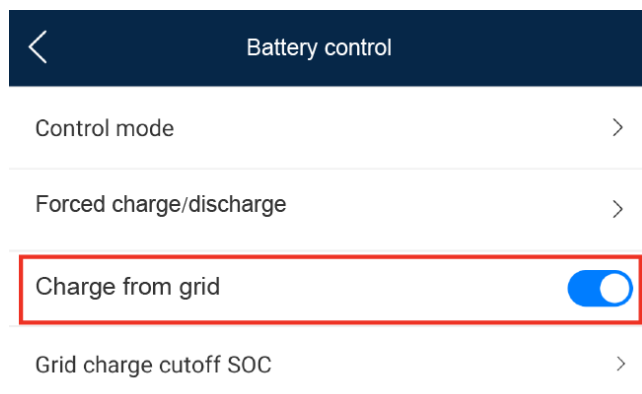 Battery control
Control mode
Forced charge/discharge
Charge from grid
Grid charge cutoff SOC